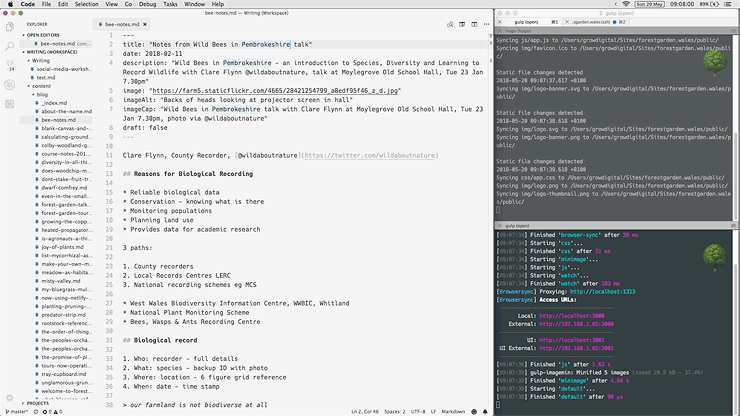 Code File Edit Selection View Go Debug Tasks Window Help
Sun 20 May 09:08:00
bee-notes.md — Writing (Workspace)
EXPLORER
OPEN EDITORS
bee-notes.md
WRITING (WORKSPACE)
Writing
social-media-worksho
test.md
content
blog
_index.md
about-the-name.md
bee-notes.md
blank-canvas-and-
calculating-ground-
colby-woodland-g
course-notes-201
diversity-in-all-thi
does-woodchip-m
dont-stake-fruit-tr
dwarf-comfrey.md
even-in-the-small
forest-garden-talk
forest-garden-tour
growing-the-copp
heated-propagator
is-agronauts-a-thi
joy-of-plants.md
list-mycorrhizal-as
make-your-own-m
meadow-as-habita
misty-valley.md
my-bluegrass-mul
now-using-netlify-
planting-pruning-
predator-strip.md
rootstock-reference
the-order-of-thing
the-peoples-orcha
the-peoples-orcha
the-promise-of-pl
tours-now-operati
tray-cupboard.md
unglamorous-grun
welcome-to-forest
bee-notes.md
1 ---
2 title: "Notes from Wild Bees in Pembrokeshire talk"
3 date: 2018-02-11
4 description: "Wild Bees in Pembrokeshire - an introduction to Species, Diversity and Learning to
Record Wildlife with Clare Flynn @wildaboutnature, talk at Moylegrove Old School Hall, Tue 23 Jan
7.30pm"
5 image: "https://farm5.staticflickr.com/4665/28421254799_a8edf95f46_z_d.jpg"
6 imageAlt: "Backs of heads looking at projector screen in hall"
7 imageCap: "Wild Bees in Pembrokeshire talk with Clare Flynn at Moylegrove Old School Hall, Tue 23
Jan 7.30pm, photo via @wildaboutnature"
8 draft: false
9 ---
10
11 Clare Flynn, County Recorder, [@wildaboutnature](https://twitter.com/wildaboutnature)
12
13 ## Reasons for Biological Recording
14
15 * Reliable biological data
16 * Conservation - knowing what is there
17 * Monitoring populations
18 * Planning land use
19 * Provides data for academic research
20
21 3 paths:
22
23 1. County recorders
24 2. Local Records Centres LERC
25 3. National recording schemes eg MCS
26
27 * West Wales Biodiversity Information Centre, WWBIC, Whitland
28 * National Plant Monitoring Scheme
29 * Bees, Wasps & Ants Recording Centre
30
31 ## Biological record
32
33 1. Who: recorder - full details
34 2. What: species - backup ID with photo
35 3. Where: location - 6 figure grid reference
36 4. When: date - time stamp
37
38 > our farmland is not biodiverse at all
master* 0 0
Ln 2, Col 46 Spaces: 2 UTF-8 LF Markdown
2. gulp (open)
gulp (open) ⌘1
..tgarden.wales (zsh) ⌘2
hugo (hugo)
Syncing js/app.js to /Users/growdigital/Sites/forestgarden.wales/public/
Syncing img/favicon.ico to /Users/growdigital/Sites/forestgarden.wales/public/
Static file changes detected
2018-05-20 09:07:38.618 +0100
Syncing img/logo-banner.svg to /Users/growdigital/Sites/forestgarden.wales/
public/
Static file changes detected
2018-05-20 09:07:38.937 +0100
Syncing img/logo.svg to /Users/growdigital/Sites/forestgarden.wales/public/
Syncing img/logo-banner.png to /Users/growdigital/Sites/forestgarden.wales/
public/
Static file changes detected
2018-05-20 09:07:39.239 +0100
Syncing css/app.css to /Users/growdigital/Sites/forestgarden.wales/public/
Syncing img/logo.png to /Users/growdigital/Sites/forestgarden.wales/public/
Syncing img/logo-thumbnail.png to /Users/growdigital/Sites/forestgarden.wal
es/public/
gulp (open)
[09:07:34] Finished 'browser-sync' after 20 ms
[09:07:34] Starting 'css'...
[09:07:34] Finished 'css' after 31 ms
[09:07:34] Starting 'minimage'...
[09:07:34] Starting 'js'...
[09:07:34] Starting 'watch'...
[09:07:34] Finished 'watch' after 183 ms
[Browsersync] Proxying: http://localhost:1313
[Browsersync] Access URLs:
Local: http://localhost:3000
External: http://192.168.1.65:3000
UI: http://localhost:3001
UI External: http://192.168.1.65:3001
[09:07:36] Finished 'js' after 1.62 s
[09:07:39] gulp-imagemin: Minified 5 images (saved 20.5 kB - 37.4%)
[09:07:39] Finished 'minimage' after 4.64 s
[09:07:39] Starting 'default'...
[09:07:39] Finished 'default' after 60 μs